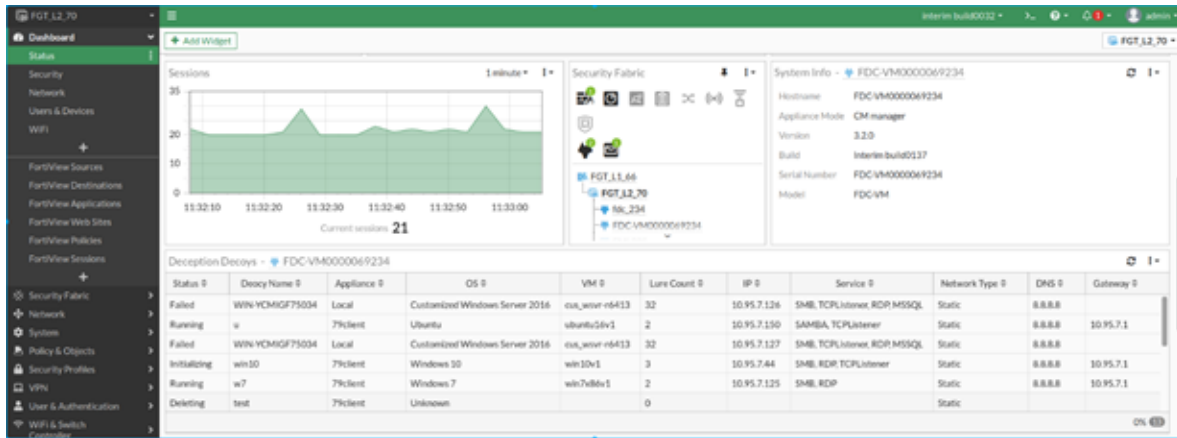 FGT_L2_70
interim build0032
admin
Dashboard
Add Widget
FGT_L2_70
Status
Security
Network
Users & Devices
WiFi
FortiView Sources
FortiView Destinations
FortiView Applications
FortiView Web Sites
FortiView Policies
FortiView Sessions
Security Fabric
Network
System
Policy & Objects
Security Profiles
VPN
User & Authentication
WiFi & Switch
Controller
Sessions
1 minute
35
20
10
0
11:32:10 11:32:20 11:32:30 11:32:40 11:32:50 11:33:00
Current sessions 21
Security Fabric
FGT_L1_66
FGT_L2_70
fdc_234
FDC-VM0000069234
System Info - FDC-VM0000069234
Hostname FDC-VM0000069234
Appliance Mode CM manager
Version 3.2.0
Build Interim build0137
Serial Number FDC-VM0000069234
Model FDC-VM
Deception Decoys - FDC-VM0000069234
Status Deocy Name Appliance OS VM Lure Count IP Service Network Type DNS Gateway
Failed WIN-YCMIGF75034 Local Customized Windows Server 2016 cus_wsvr-n6413 32 10.95.7.126 SMB, TCPListener, RDP, MSSQL Static 8.8.8.8
Running u 79client Ubuntu ubuntu16v1 2 10.95.7.150 SAMBA, TCPListener Static 8.8.8.8 10.95.7.1
Failed WIN-YCMIGF75034 Local Customized Windows Server 2016 cus_wsvr-n6413 32 10.95.7.127 SMB, TCPListener, RDP, MSSQL Static 8.8.8.8
Initializing win10 79client Windows 10 win10v1 3 10.95.7.44 SMB, RDP, TCPListener Static 8.8.8.8 10.95.7.1
Running w7 79client Windows 7 win7x86v1 2 10.95.7.125 SMB, RDP Static 8.8.8.8 10.95.7.1
Deleting test 79client Unknown 0 Static
0%